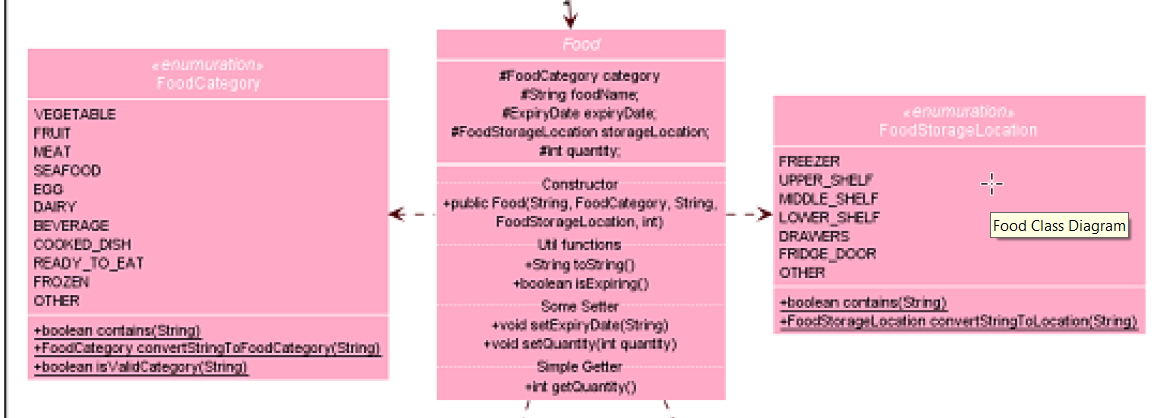 «enumuration»
FoodCategory
VEGETABLE
FRUIT
MEAT
SEAFOOD
EGG
DAIRY
BEVERAGE
COOKED_DISH
READY_TO_EAT
FROZEN
OTHER
+boolean contains(String)
+FoodCategory convertStringToFoodCategory(String)
+boolean isValidCategory(String)
Food
#FoodCategory category
#String foodName;
#ExpiryDate expiryDate;
#FoodStorageLocation storageLocation;
#int quantity;
Constructor
+public Food(String, FoodCategory, String,
FoodStorageLocation, int)
Util functions
+String toString()
+boolean isExpiring()
Some Setter
+void setExpiryDate(String)
+void setQuantity(int quantity)
Simple Getter
+int getQuantity()
«enumuration»
FoodStorageLocation
FREEZER
UPPER_SHELF
MIDDLE_SHELF
LOWER_SHELF
DRAWERS
FRIDGE_DOOR
OTHER
+boolean contains(String)
+FoodStorageLocation convertStringToLocation(String)
Food Class Diagram